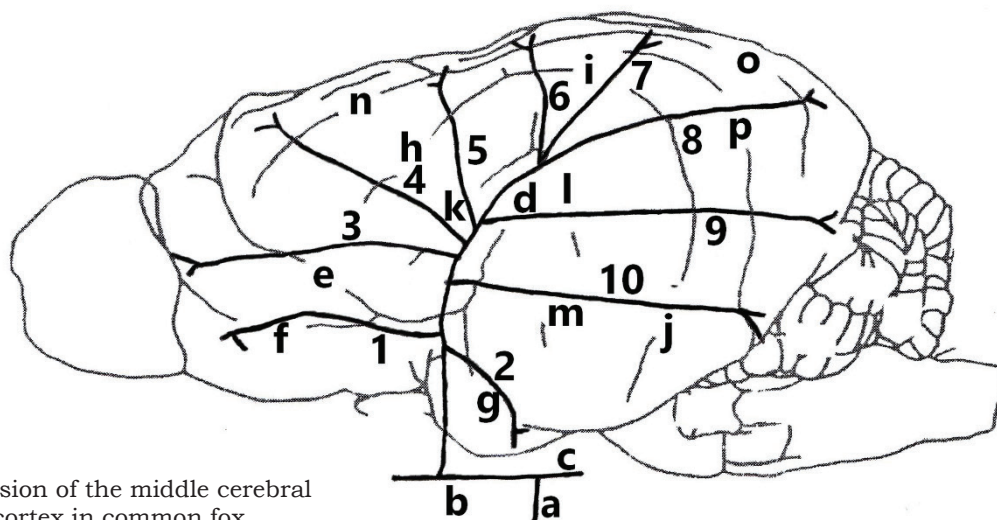 o
i
7
n
6
p
8
h
5
4
k
d
l
3
9
e
10
m
j
f
1
2
g
c
b
a
sion of the middle cerebral
cortex in common fox